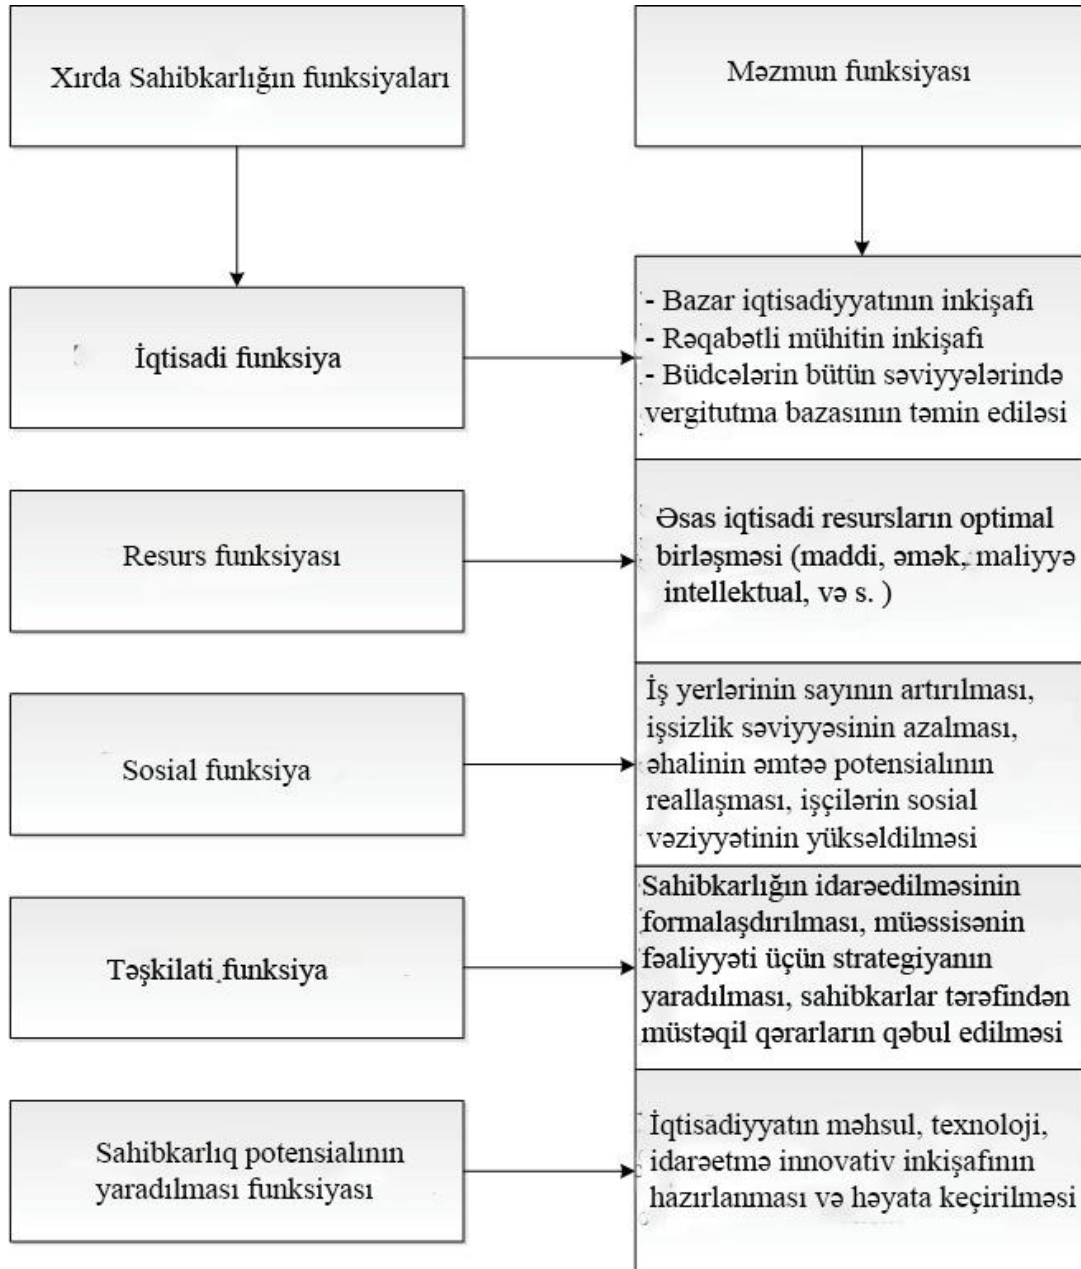 Xırda Sahibkarlığın funksiyaları
Məzmun funksiyası
İqtisadi funksiya
- Bazar iqtisadiyyatının inkişafı
- Rəqabətli mühitin inkişafı
- Büdcələrin bütün səviyyələrində
vergitutma bazasının təmin ediləsi
Resurs funksiyası
Əsas iqtisadi resursların optimal
birləşməsi (maddi, əmək, maliyyə
intellektual, və s. )
Sosial funksiya
İş yerlərinin sayının artırılması,
işsizlik səviyyəsinin azalması,
əhalinin əmtəə potensialının
reallaşması, işçilərin sosial
vəziyyətinin yüksəldilməsi
Təşkilati funksiya
Sahibkarlığın idarəedilməsinin
formalaşdırılması, müəssisənin
fəaliyyəti üçün strategiyanın
yaradılması, sahibkarlar tərəfindən
müstəqil qərarların qəbul edilməsi
Sahibkarlıq potensialının
yaradılması funksiyası
İqtisadiyyatın məhsul, texnoloji,
idarəetmə innovativ inkişafının
hazırlanması və həyata keçirilməsi